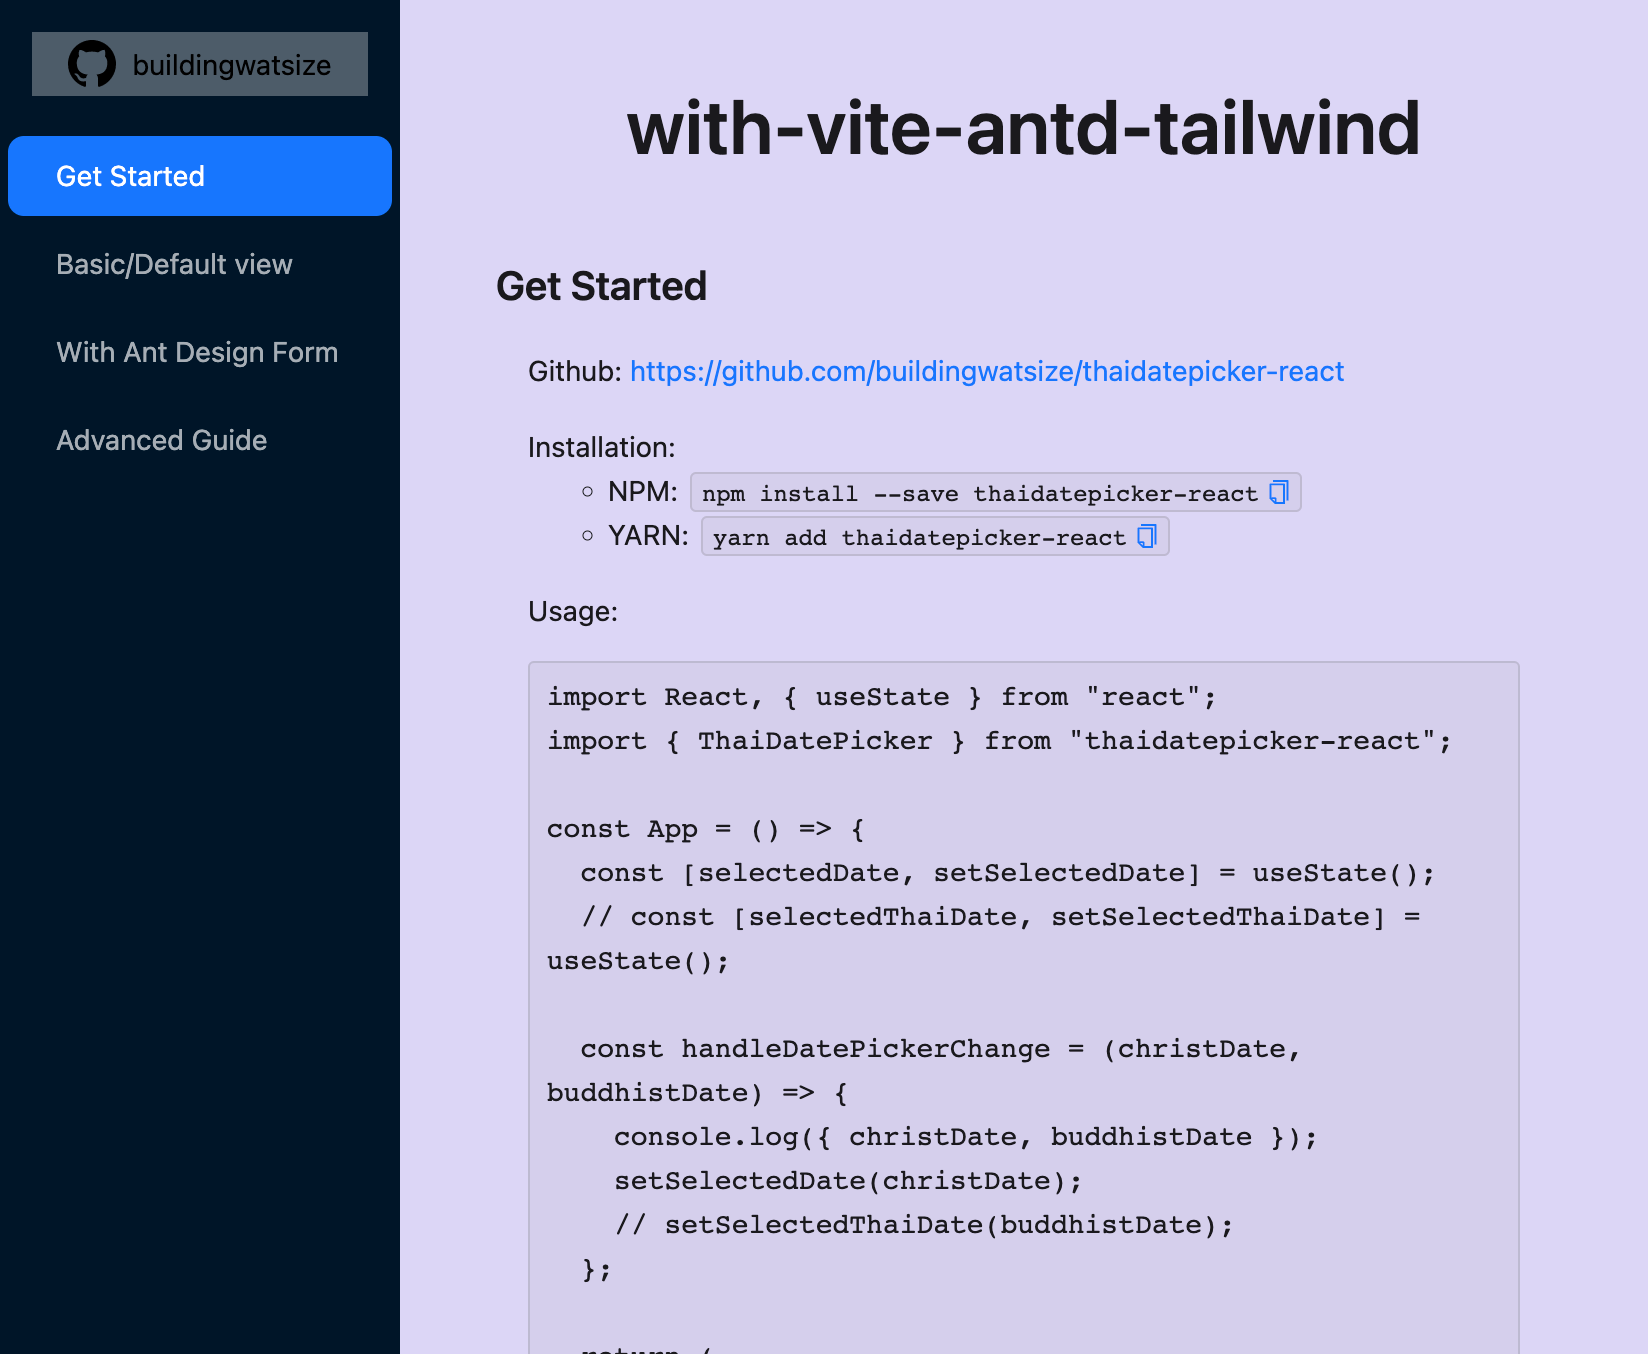 buildingwatsize
Get Started
Basic/Default view
With Ant Design Form
Advanced Guide
with-vite-antd-tailwind
Get Started
Github: https://github.com/buildingwatsize/thaidatepicker-react
Installation:
NPM: npm install --save thaidatepicker-react
YARN: yarn add thaidatepicker-react
Usage:
import React, { useState } from "react";
import { ThaiDatePicker } from "thaidatepicker-react";
const App = () => {
  const [selectedDate, setSelectedDate] = useState();
  // const [selectedThaiDate, setSelectedThaiDate] =
useState();
  const handleDatePickerChange = (christDate,
buddhistDate) => {
    console.log({ christDate, buddhistDate });
    setSelectedDate(christDate);
    // setSelectedThaiDate(buddhistDate);
  };
  return (